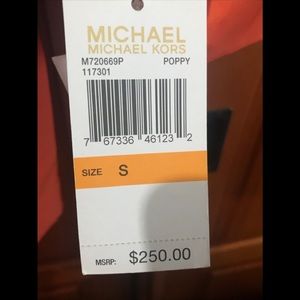 MICHAEL
MICHAEL KORS
M720669P POPPY
117301
7 67336 46123 2
SIZE S
MSRP: $250.00